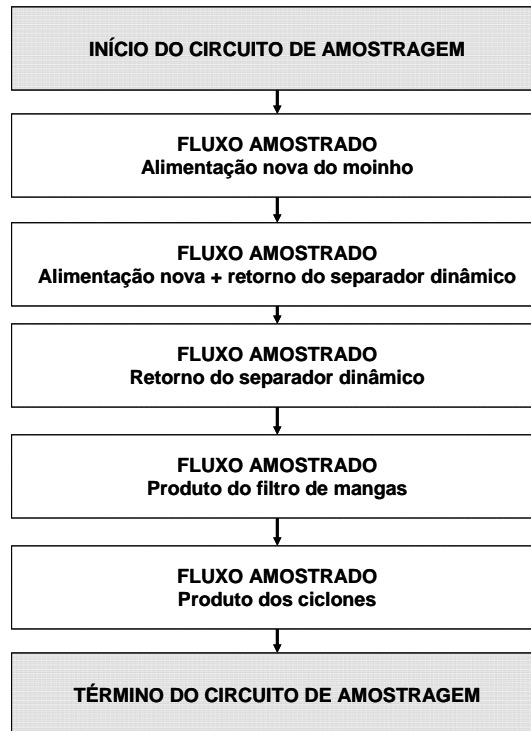 INÍCIO DO CIRCUITO DE AMOSTRAGEM
FLUXO AMOSTRADO
Alimentação nova do moinho
FLUXO AMOSTRADO
Alimentação nova + retorno do separador dinâmico
FLUXO AMOSTRADO
Retorno do separador dinâmico
FLUXO AMOSTRADO
Produto do filtro de mangas
FLUXO AMOSTRADO
Produto dos ciclones
TÉRMINO DO CIRCUITO DE AMOSTRAGEM